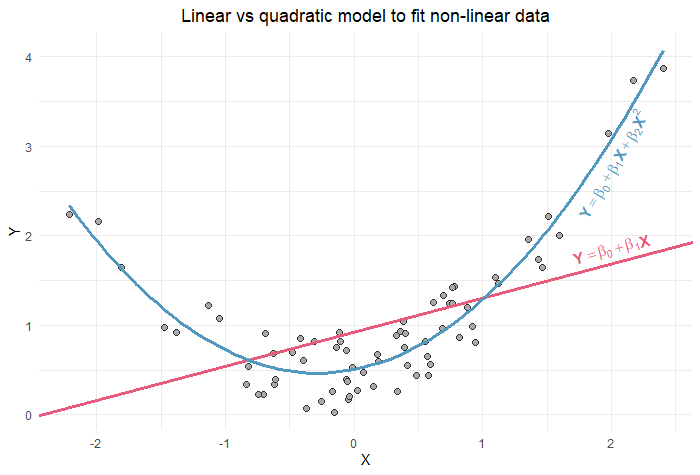 Linear vs quadratic model to fit non-linear data
Y
4
3
2
1
0
Y = β₀ + β₁X + β₂X²
Y = β₀ + β₁X
-2 -1 0 1 2
X